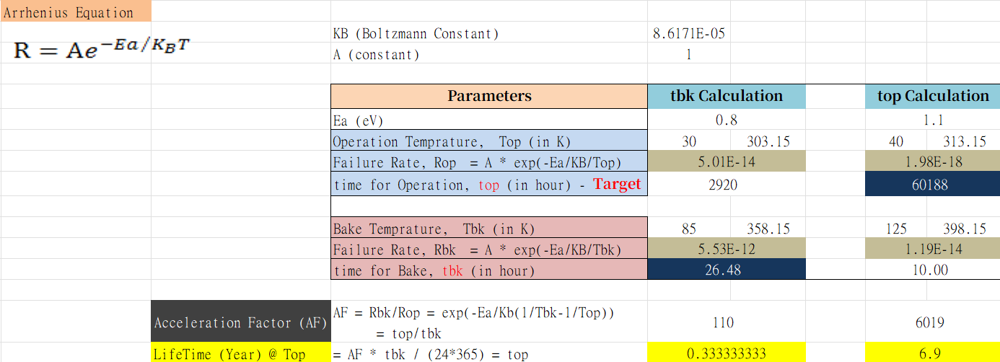 Arrhenius Equation
KB (Boltzmann Constant) 8.6171E-05
R = Ae^{-Ea/K_BT}
A (constant) 1
Parameters tbk Calculation top Calculation
Ea (eV) 0.8 1.1
Operation Temprature, Top (in K) 30 303.15 40 313.15
Failure Rate, Rop = A * exp(-Ea/KB/Top) 5.01E-14 1.98E-18
time for Operation, top (in hour) - Target 2920 60188
Bake Temprature, Tbk (in K) 85 358.15 125 398.15
Failure Rate, Rbk = A * exp(-Ea/KB/Tbk) 5.53E-12 1.19E-14
time for Bake, tbk (in hour) 26.48 10.00
Acceleration Factor (AF) AF = Rbk/Rop = exp(-Ea/Kb(1/Tbk-1/Top)) 110 6019
= top/tbk
LifeTime (Year) @ Top = AF * tbk / (24*365) = top 0.333333333 6.9